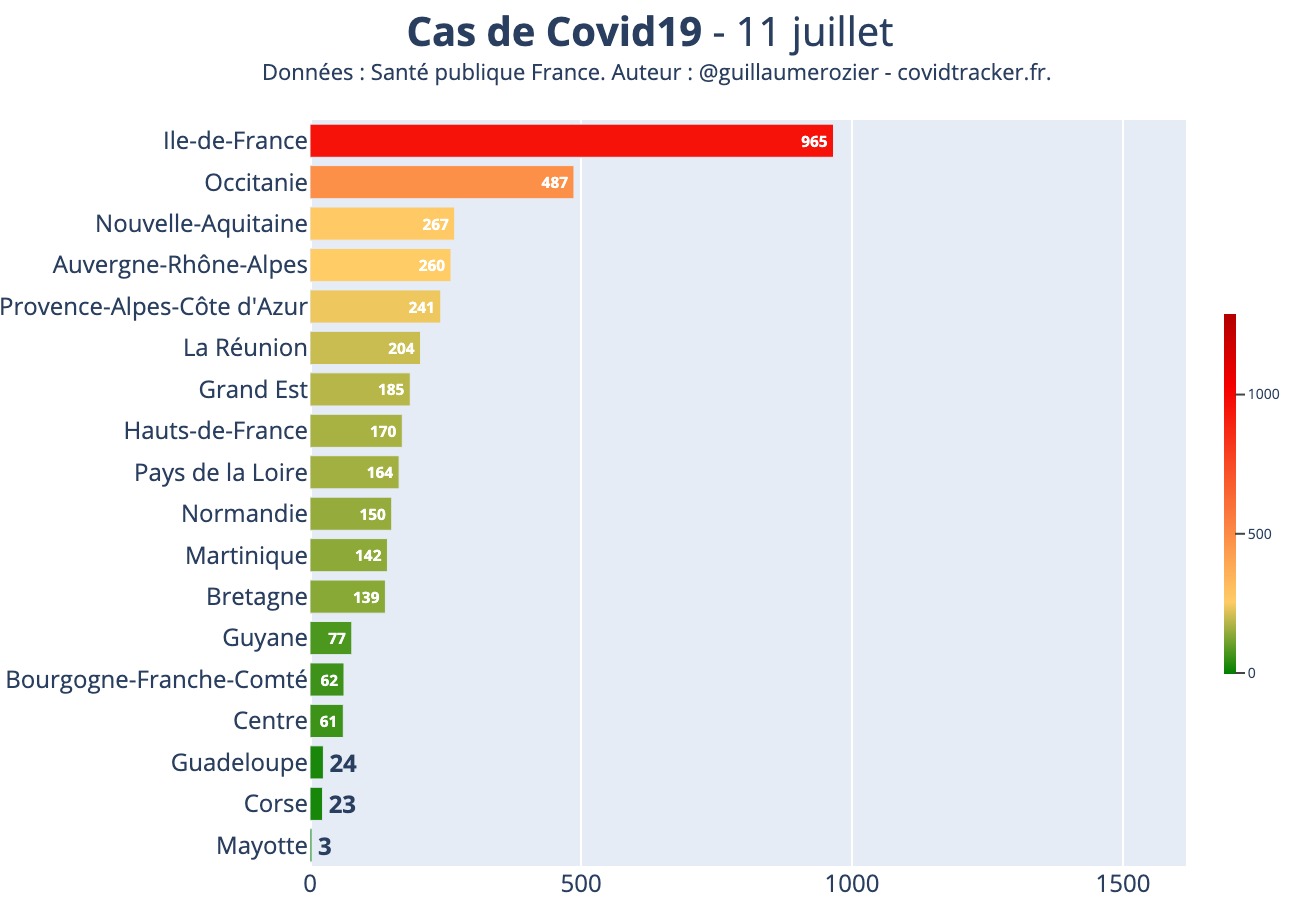 Cas de Covid19 - 11 juillet
Données : Santé publique France. Auteur : @guillaumerozier - covidtracker.fr.
Ile-de-France 965
Occitanie 487
Nouvelle-Aquitaine 267
Auvergne-Rhône-Alpes 260
Provence-Alpes-Côte d'Azur 241
La Réunion 204
Grand Est 185
Hauts-de-France 170
Pays de la Loire 164
Normandie 150
Martinique 142
Bretagne 139
Guyane 77
Bourgogne-Franche-Comté 62
Centre 61
Guadeloupe 24
Corse 23
Mayotte 3
0 500 1000 1500
1000
500
0